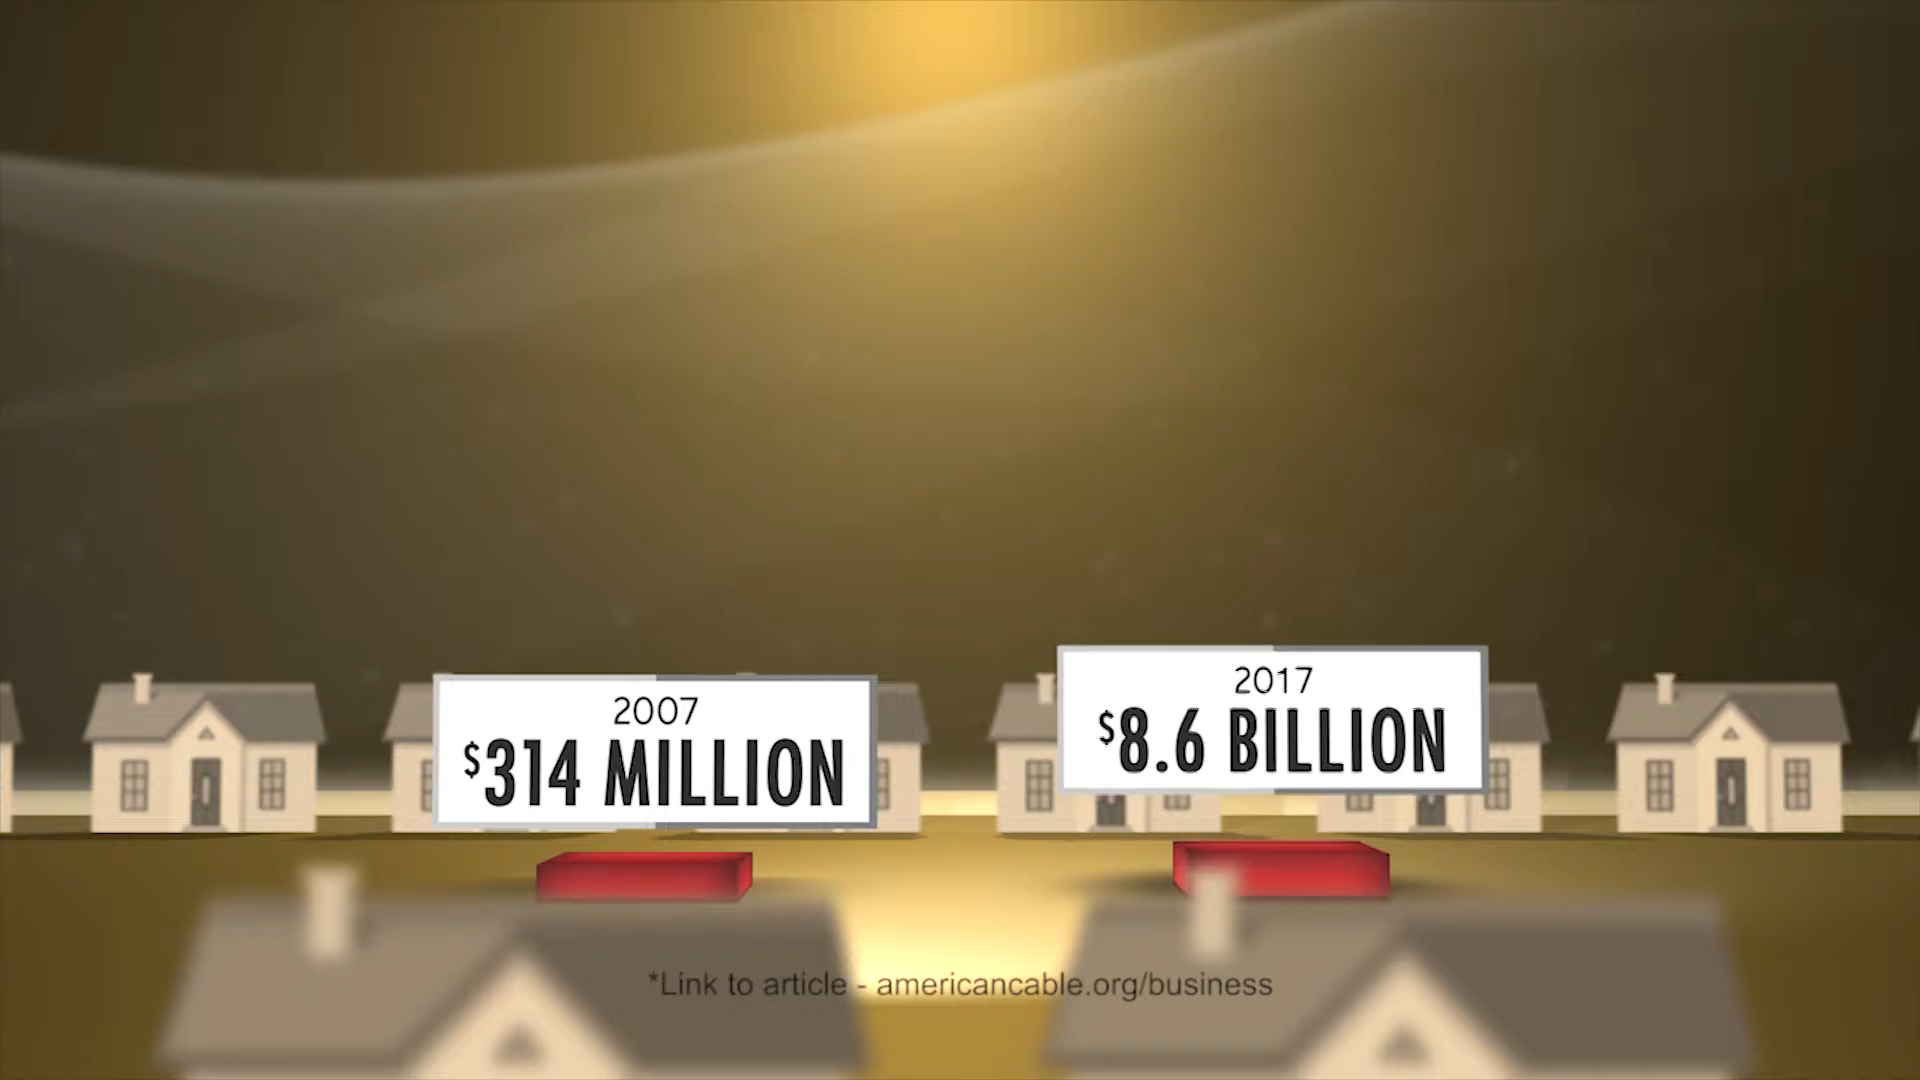 2007
$314 MILLION
2017
$8.6 BILLION
*Link to article - americancable.org/business